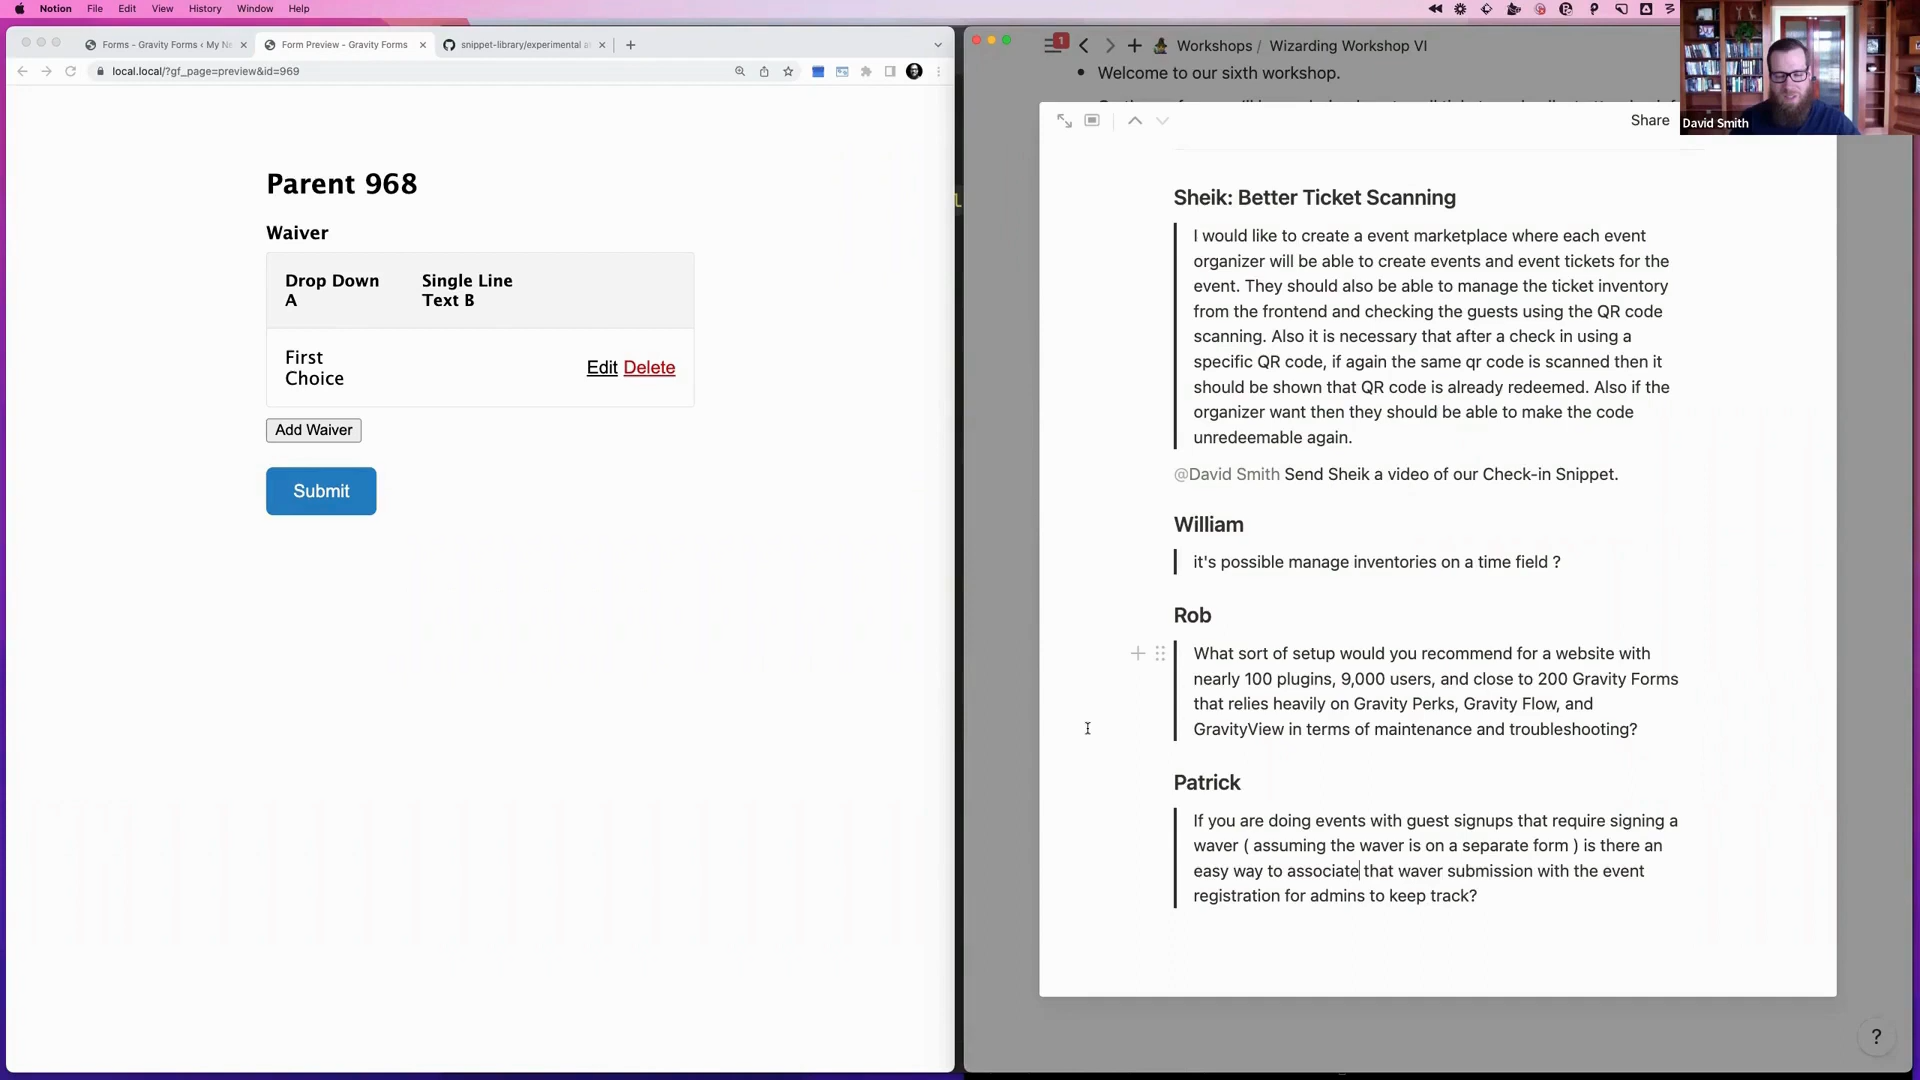 Notion File Edit View History Window Help
Forms - Gravity Forms ‹ My Ne
Form Preview - Gravity Forms
snippet-library/experimental a
local.local/?gf_page=preview&id=969
Parent 968
Waiver
Drop Down
A
Single Line
Text B
First
Choice
Edit Delete
Add Waiver
Submit
1
Workshops / Wizarding Workshop VI
Welcome to our sixth workshop.
Share
David Smith
Sheik: Better Ticket Scanning
I would like to create a event marketplace where each event
organizer will be able to create events and event tickets for the
event. They should also be able to manage the ticket inventory
from the frontend and checking the guests using the QR code
scanning. Also it is necessary that after a check in using a
specific QR code, if again the same qr code is scanned then it
should be shown that QR code is already redeemed. Also if the
organizer want then they should be able to make the code
unredeemable again.
@David Smith Send Sheik a video of our Check-in Snippet.
William
it's possible manage inventories on a time field ?
Rob
What sort of setup would you recommend for a website with
nearly 100 plugins, 9,000 users, and close to 200 Gravity Forms
that relies heavily on Gravity Perks, Gravity Flow, and
GravityView in terms of maintenance and troubleshooting?
Patrick
If you are doing events with guest signups that require signing a
waver ( assuming the waver is on a separate form ) is there an
easy way to associate that waver submission with the event
registration for admins to keep track?
?